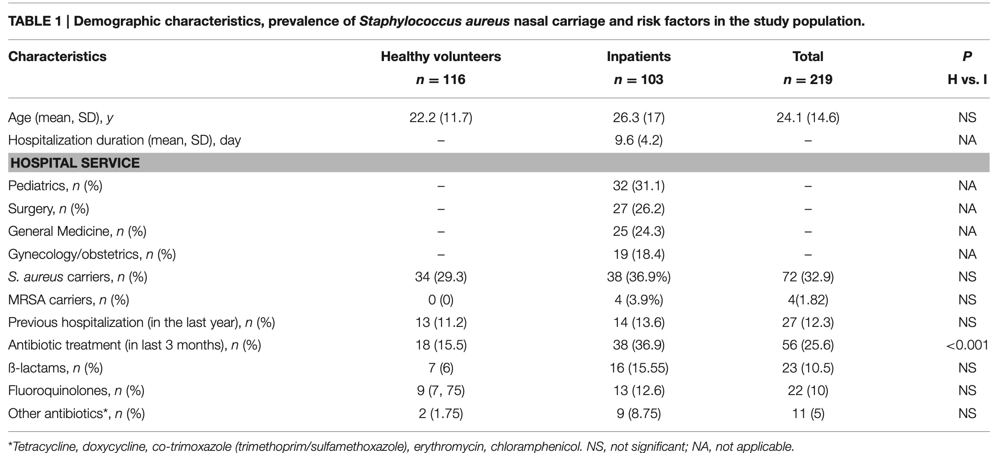 TABLE 1 | Demographic characteristics, prevalence of Staphylococcus aureus nasal carriage and risk factors in the study population.
Characteristics Healthy volunteers Inpatients Total P
n = 116 n = 103 n = 219 H vs. I
Age (mean, SD), y 22.2 (11.7) 26.3 (17) 24.1 (14.6) NS
Hospitalization duration (mean, SD), day – 9.6 (4.2) – NA
HOSPITAL SERVICE
Pediatrics, n (%) – 32 (31.1) – NA
Surgery, n (%) – 27 (26.2) – NA
General Medicine, n (%) – 25 (24.3) – NA
Gynecology/obstetrics, n (%) – 19 (18.4) – NA
S. aureus carriers, n (%) 34 (29.3) 38 (36.9%) 72 (32.9) NS
MRSA carriers, n (%) 0 (0) 4 (3.9%) 4(1.82) NS
Previous hospitalization (in the last year), n (%) 13 (11.2) 14 (13.6) 27 (12.3) NS
Antibiotic treatment (in last 3 months), n (%) 18 (15.5) 38 (36.9) 56 (25.6) <0.001
ß-lactams, n (%) 7 (6) 16 (15.55) 23 (10.5) NS
Fluoroquinolones, n (%) 9 (7, 75) 13 (12.6) 22 (10) NS
Other antibiotics*, n (%) 2 (1.75) 9 (8.75) 11 (5) NS
*Tetracycline, doxycycline, co-trimoxazole (trimethoprim/sulfamethoxazole), erythromycin, chloramphenicol. NS, not significant; NA, not applicable.